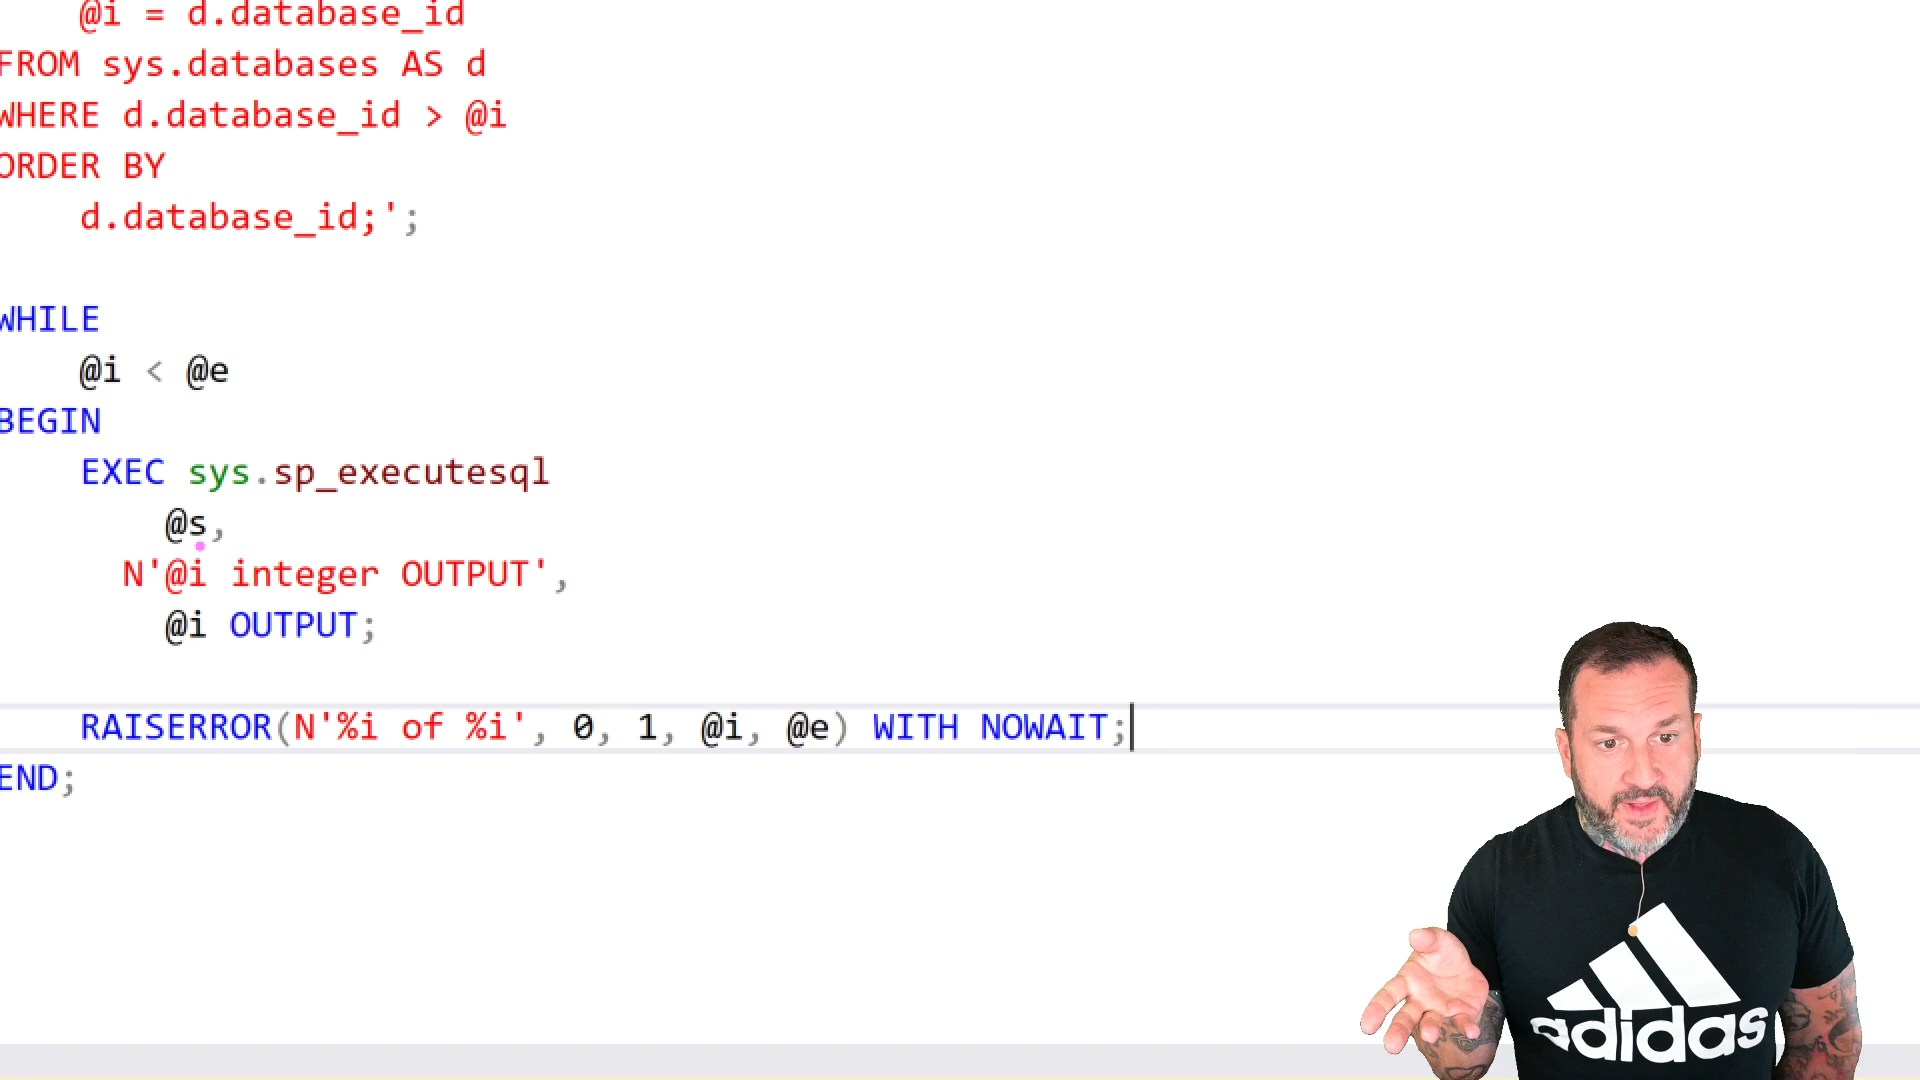 @i = d.database_id
FROM sys.databases AS d
WHERE d.database_id > @i
ORDER BY
d.database_id;';
WHILE
@i < @e
BEGIN
EXEC sys.sp_executesql
@s,
N'@i integer OUTPUT',
@i OUTPUT;
RAISERROR(N'%i of %i', 0, 1, @i, @e) WITH NOWAIT;
END;
adidas